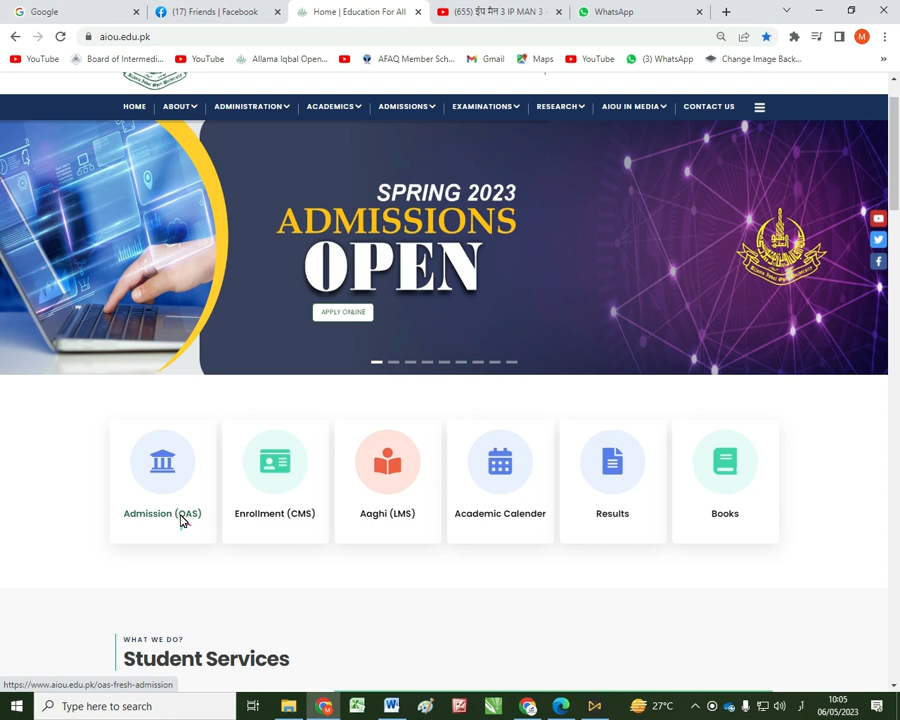 Google
(17) Friends | Facebook
Home | Education For All
(655) ईप मैन 3 IP MAN 3 -
WhatsApp
aiou.edu.pk
M
YouTube
Board of Intermedi...
YouTube
Allama Iqbal Open...
AFAQ Member Sch...
Gmail
Maps
YouTube
(3) WhatsApp
Change Image Back...
»
HOME
ABOUT
ADMINISTRATION
ACADEMICS
ADMISSIONS
EXAMINATIONS
RESEARCH
AIOU IN MEDIA
CONTACT US
SPRING 2023
ADMISSIONS
OPEN
APPLY ONLINE
Admission (OAS)
Enrollment (CMS)
Aaghi (LMS)
Academic Calender
Results
Books
WHAT WE DO?
Student Services
https://www.aiou.edu.pk/oas-fresh-admission
Type here to search
27°C
10:05
06/05/2023